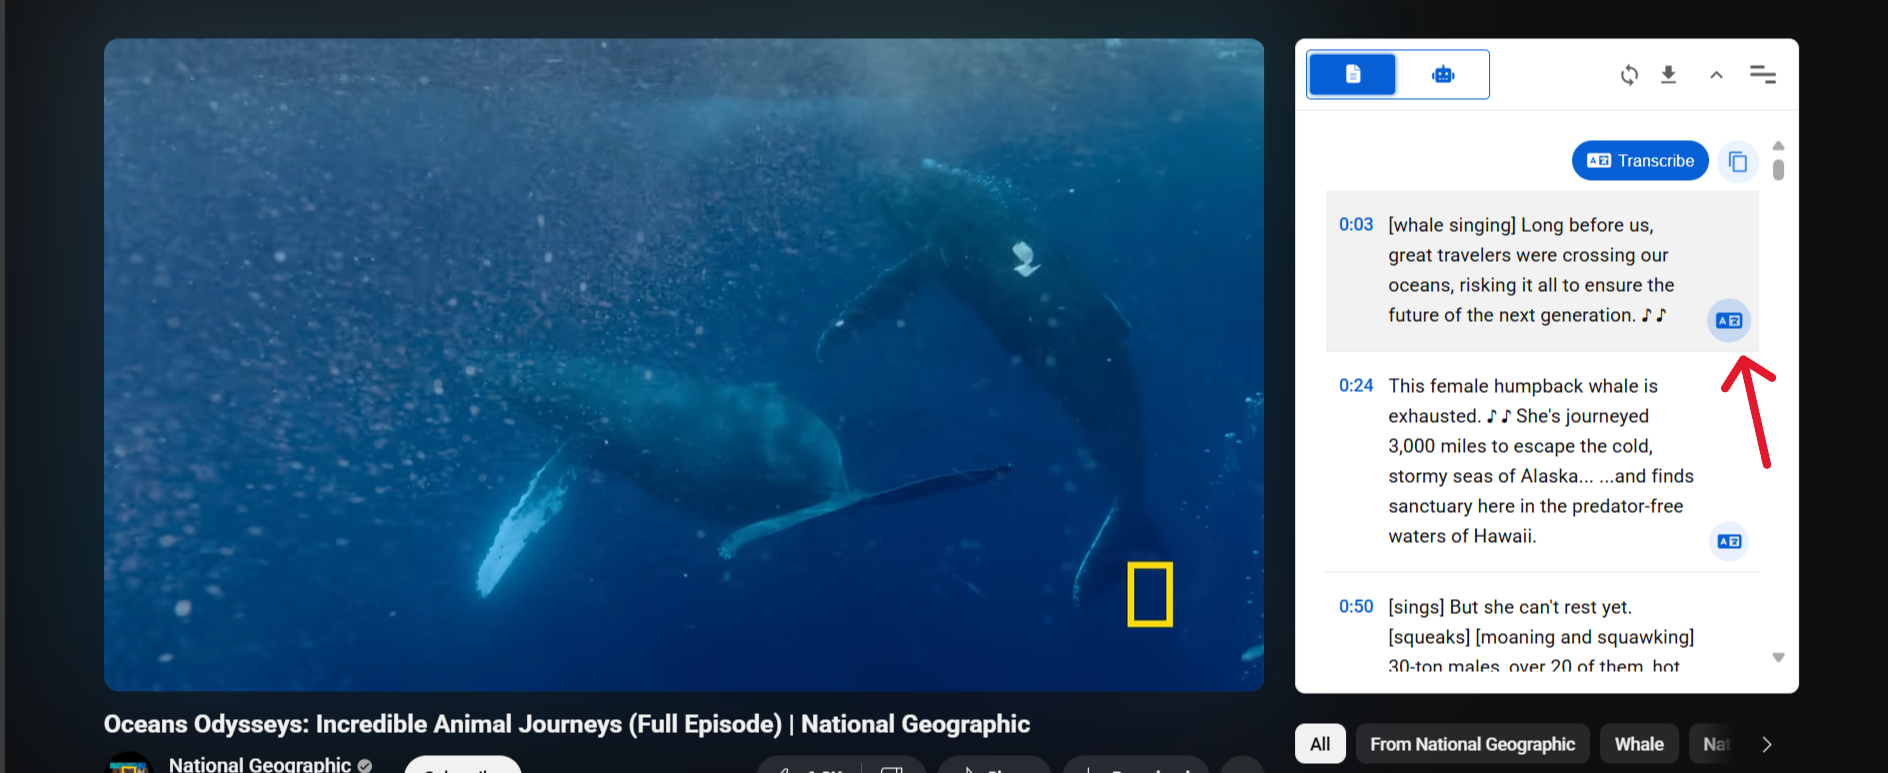 Transcribe
0:03 [whale singing] Long before us,
great travelers were crossing our
oceans, risking it all to ensure the
future of the next generation. ♪ ♪
0:24 This female humpback whale is
exhausted. ♪ ♪ She's journeyed
3,000 miles to escape the cold,
stormy seas of Alaska... ...and finds
sanctuary here in the predator-free
waters of Hawaii.
0:50 [sings] But she can't rest yet.
[squeaks] [moaning and squawking]
30-ton males, over 20 of them, hot
Oceans Odysseys: Incredible Animal Journeys (Full Episode) | National Geographic
National Geographic
All
From National Geographic
Whale
Nat